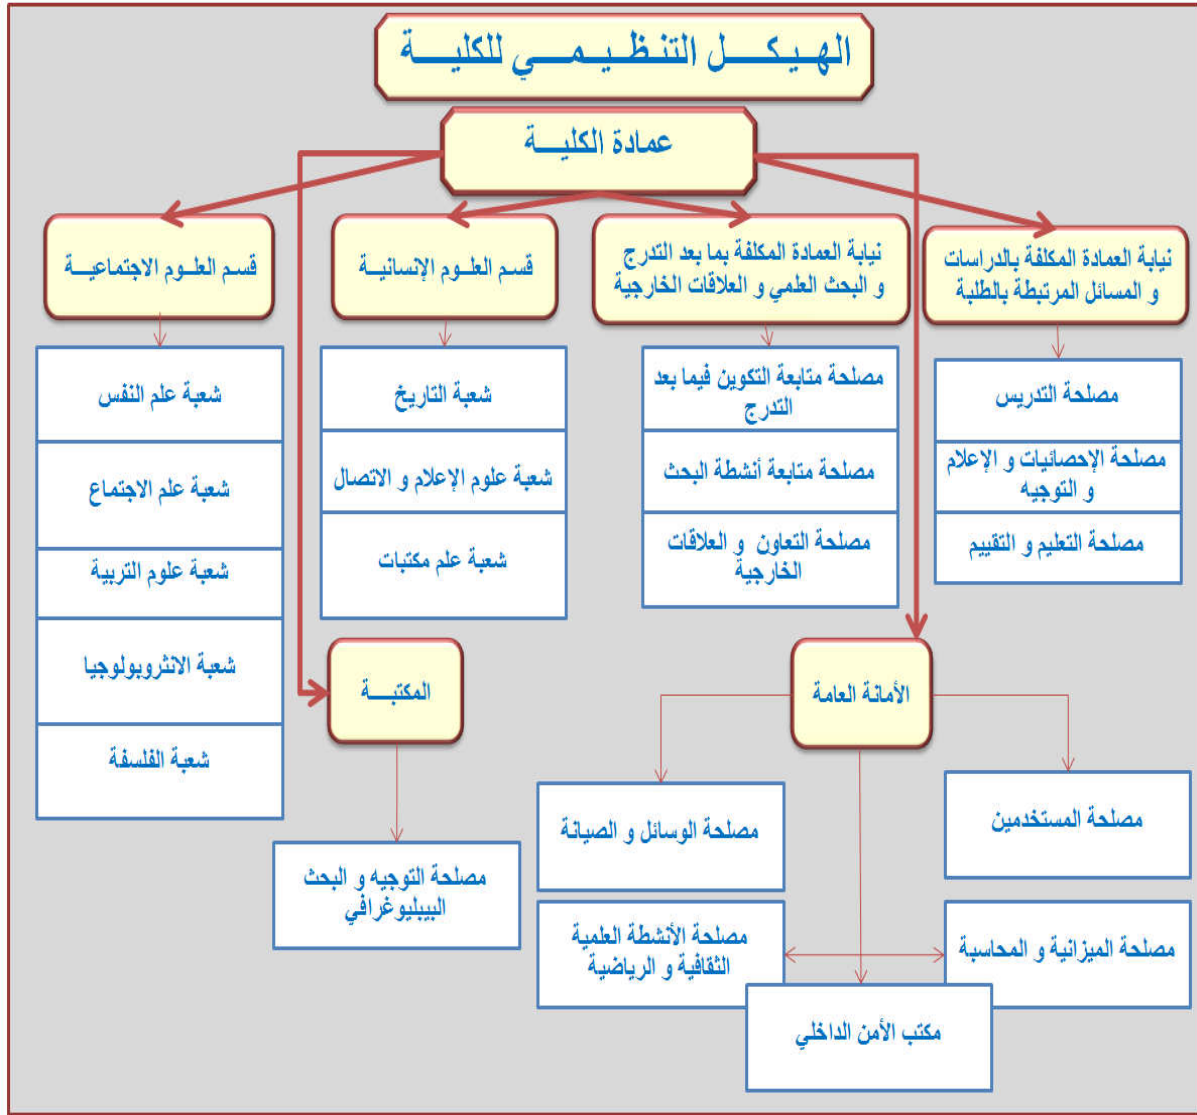 الهيكل التنظيمي للكلية
عمادة الكلية
نيابة العمادة المكلفة بالدراسات
و المسائل المرتبطة بالطلبة
نيابة العمادة المكلفة بما بعد التدرج
و البحث العلمي و العلاقات الخارجية
قسم العلوم الإنسانية
قسم العلوم الاجتماعية
مصلحة التدريس
مصلحة الإحصائيات و الإعلام
و التوجيه
مصلحة التعليم و التقييم
مصلحة متابعة التكوين فيما بعد
التدرج
مصلحة متابعة أنشطة البحث
مصلحة التعاون و العلاقات
الخارجية
شعبة التاريخ
شعبة علوم الإعلام و الاتصال
شعبة علم مكتبات
شعبة علم النفس
شعبة علم الاجتماع
شعبة علوم التربية
شعبة الانثروبولوجيا
شعبة الفلسفة
الأمانة العامة
المكتبة
مصلحة المستخدمين
مصلحة الوسائل و الصيانة
مصلحة التوجيه و البحث
البيبليوغرافي
مصلحة الميزانية و المحاسبة
مصلحة الأنشطة العلمية
الثقافية و الرياضية
مكتب الأمن الداخلي